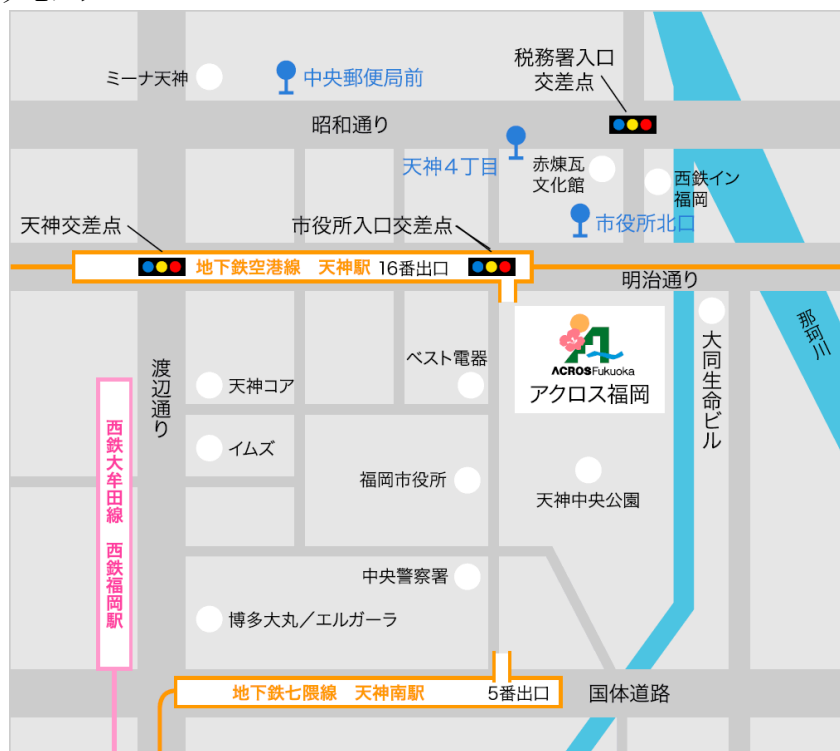 ミーナ天神
中央郵便局前
税務署入口
交差点
昭和通り
天神4丁目
赤煉瓦
文化館
西鉄イン
福岡
市役所北口
天神交差点
市役所入口交差点
地下鉄空港線 天神駅 16番出口
明治通り
那珂川
ACROS Fukuoka
アクロス福岡
大同生命ビル
渡辺通り
ベスト電器
天神コア
イムズ
福岡市役所
天神中央公園
西鉄大牟田線 西鉄福岡駅
中央警察署
博多大丸/エルガーラ
地下鉄七隈線 天神南駅 5番出口
国体道路